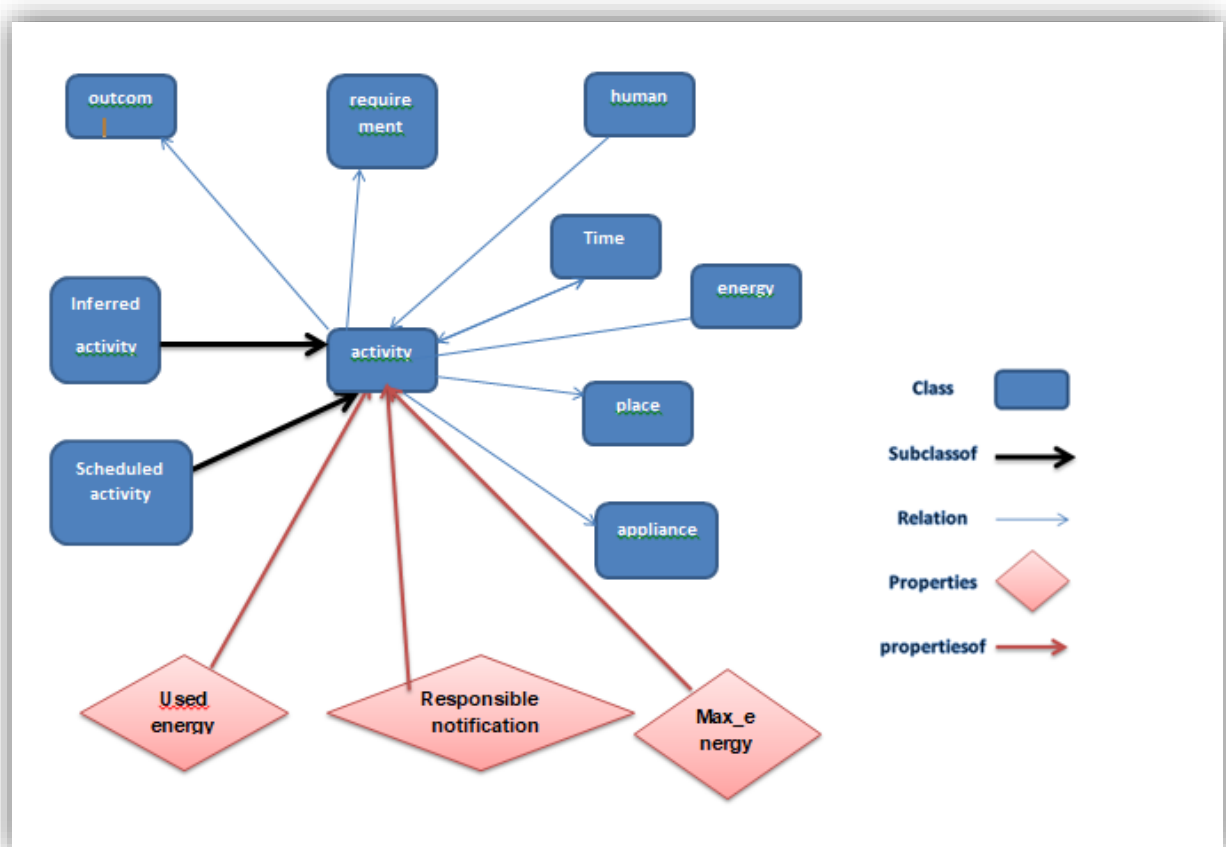 outcom
require
ment
human
Time
energy
Inferred
activity
activity
place
Scheduled
activity
appliance
Class
Subclassof
Relation
Properties
propertiesof
Used
energy
Responsible
notification
Max_e
nergy